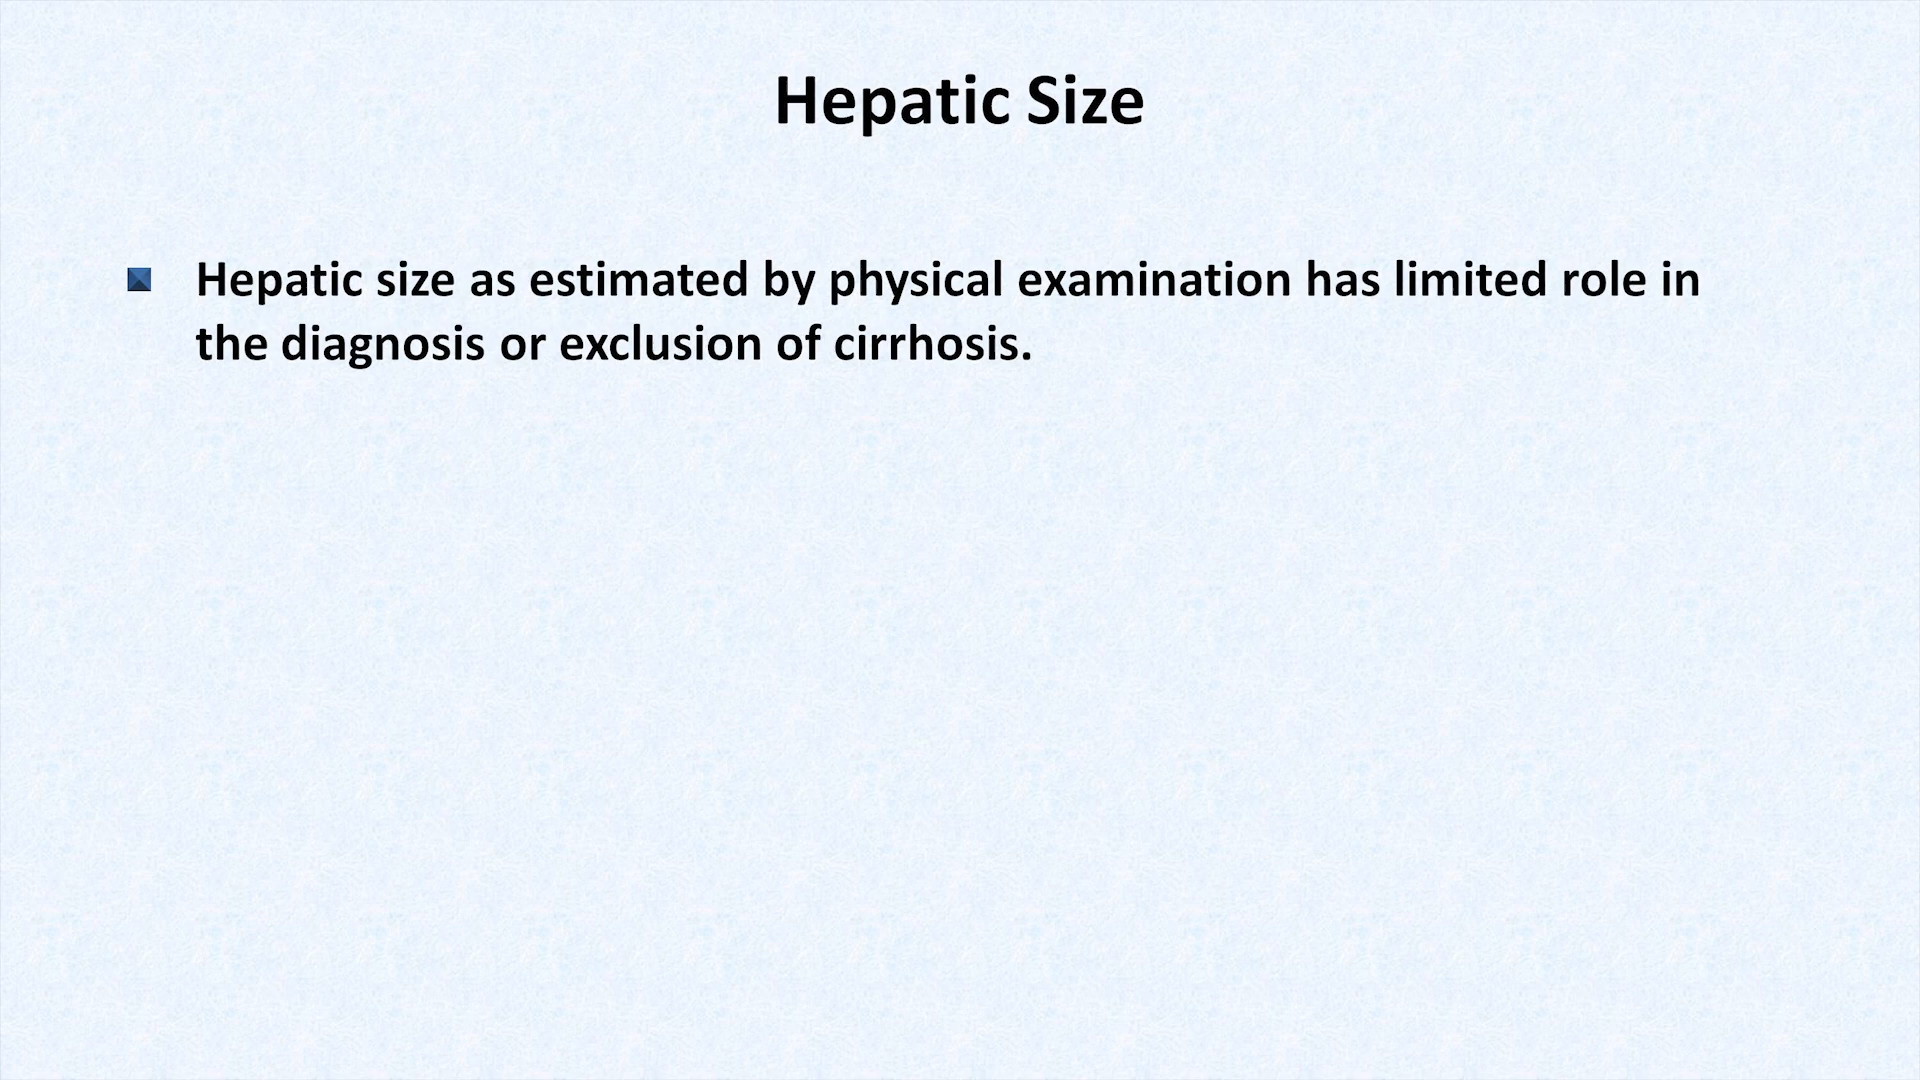 Hepatic Size
Hepatic size as estimated by physical examination has limited role in
the diagnosis or exclusion of cirrhosis.